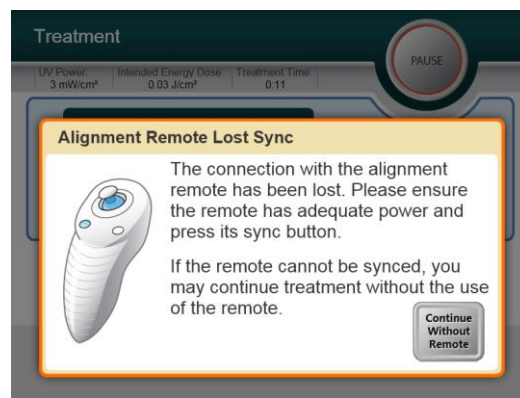 Treatment
PAUSE
UV Power: Intended Energy Dose: Treatment Time:
3 mW/cm² 0.03 J/cm² 0:11
Alignment Remote Lost Sync
The connection with the alignment
remote has been lost. Please ensure
the remote has adequate power and
press its sync button.
If the remote cannot be synced, you
may continue treatment without the use
of the remote.
Continue
Without
Remote